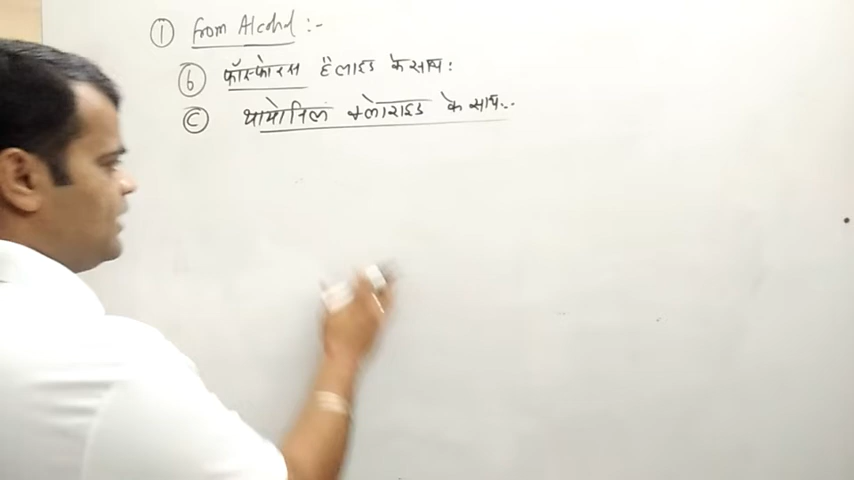 ① From Alcohol :-
ⓑ फॉस्फोरस हैलाइड के साथ :
ⓒ थायोनिल क्लोराइड के साथ :-